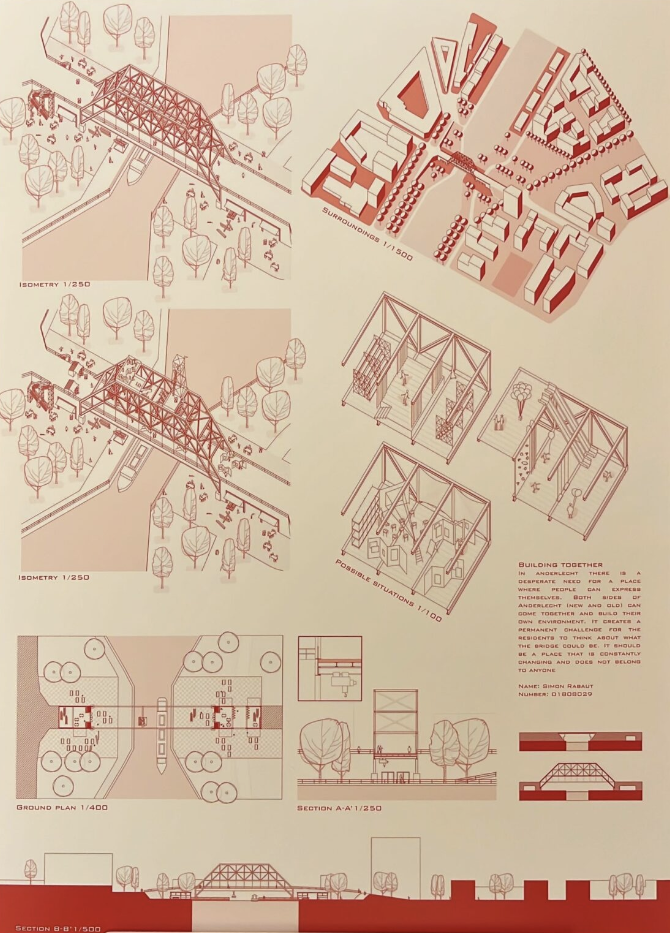 Isometry 1/250
Surroundings 1/1500
Isometry 1/250
Possible situations 1/100
Building together
In Anderlecht there is a
desperate need for a place
where people can express
themselves. Both sides of
Anderlecht (new and old) can
come together and build their
own environment. It creates a
permanent challenge for the
residents to think about what
the bridge could be. It should
be a place that is constantly
changing and does not belong
to anyone
Name: Simon Rabaut
Number: 01808029
Ground plan 1/400
Section A-A' 1/250
Section B-B' 1/500